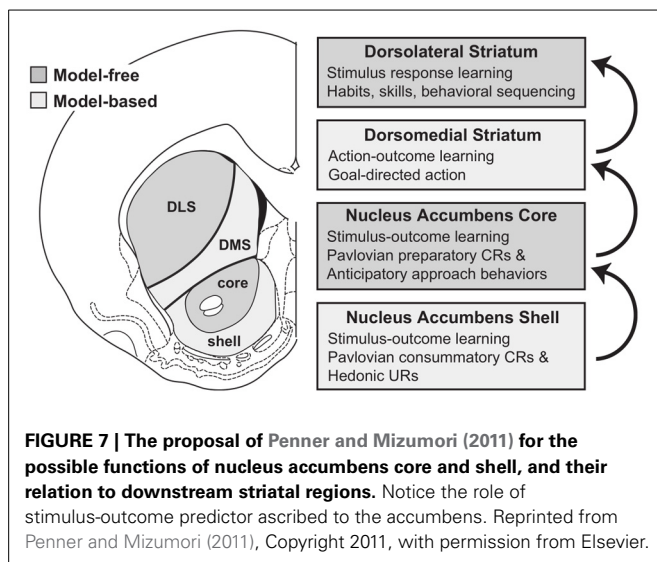 Model-free
Model-based
DLS
DMS
core
shell
Dorsolateral Striatum
Stimulus response learning
Habits, skills, behavioral sequencing
Dorsomedial Striatum
Action-outcome learning
Goal-directed action
Nucleus Accumbens Core
Stimulus-outcome learning
Pavlovian preparatory CRs &
Anticipatory approach behaviors
Nucleus Accumbens Shell
Stimulus-outcome learning
Pavlovian consummatory CRs &
Hedonic URs
FIGURE 7 | The proposal of Penner and Mizumori (2011) for the
possible functions of nucleus accumbens core and shell, and their
relation to downstream striatal regions. Notice the role of
stimulus-outcome predictor ascribed to the accumbens. Reprinted from
Penner and Mizumori (2011), Copyright 2011, with permission from Elsevier.